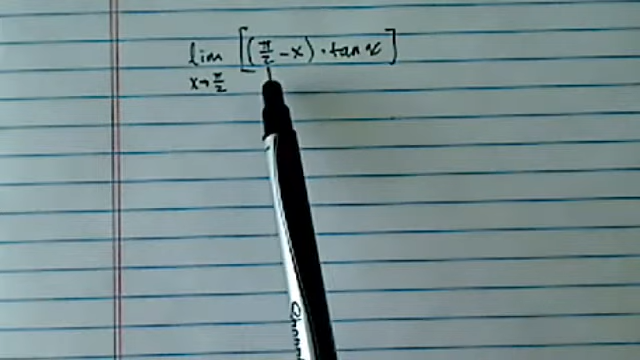 lim [(π/2 - x) · tan x]
x→π/2